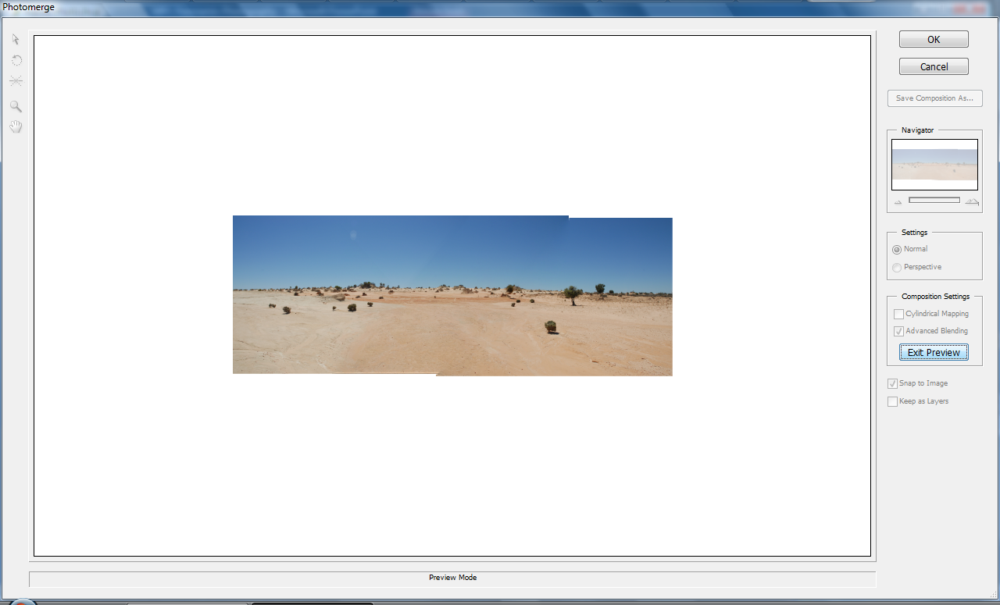 Photomerge
OK
Cancel
Save Composition As...
Navigator
Settings
Normal
Perspective
Composition Settings
Cylindrical Mapping
Advanced Blending
Exit Preview
Snap to Image
Keep as Layers
Preview Mode